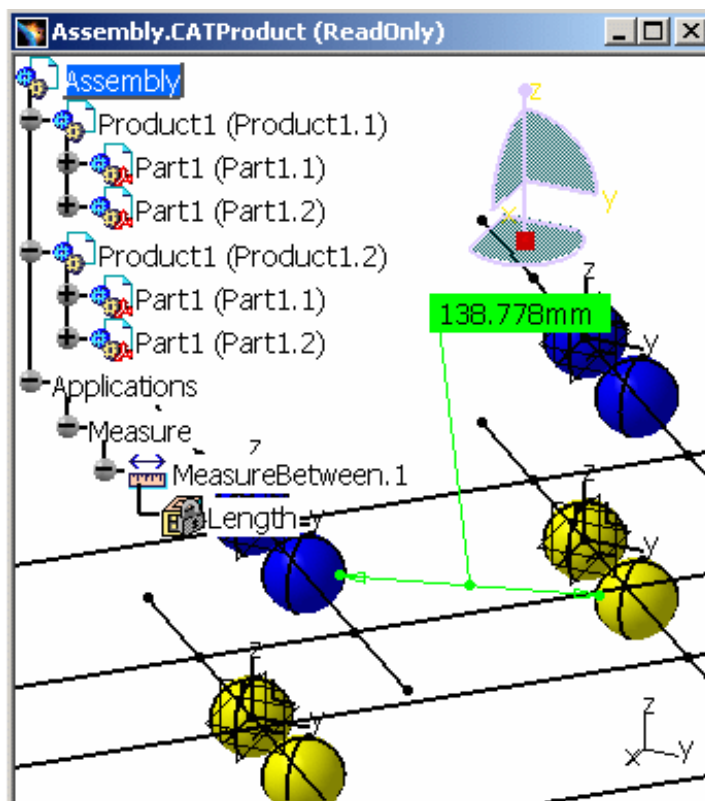 Assembly.CATProduct (ReadOnly)
Assembly
Product1 (Product1.1)
Part1 (Part1.1)
Part1 (Part1.2)
Product1 (Product1.2)
Part1 (Part1.1)
Part1 (Part1.2)
Applications
Measure
MeasureBetween.1
Length
z
y
x
z
y
138.778mm
z
y
z
y
z
y
z
x
y